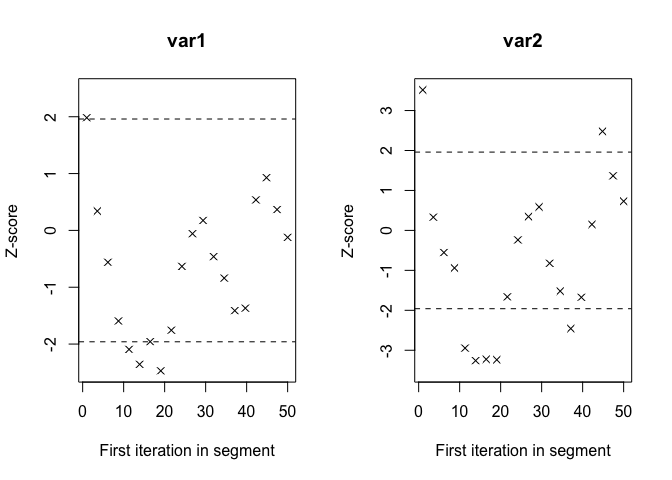 var1
2
1
0
-1
-2
Z-score
0 10 20 30 40 50
First iteration in segment
var2
3
2
1
0
-1
-2
-3
Z-score
0 10 20 30 40 50
First iteration in segment